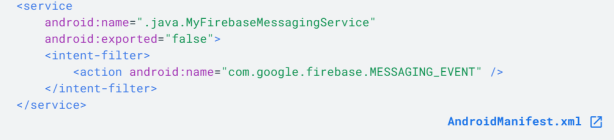 <service
    android:name=".java.MyFirebaseMessagingService"
    android:exported="false">
    <intent-filter>
        <action android:name="com.google.firebase.MESSAGING_EVENT" />
    </intent-filter>
</service>
AndroidManifest.xml